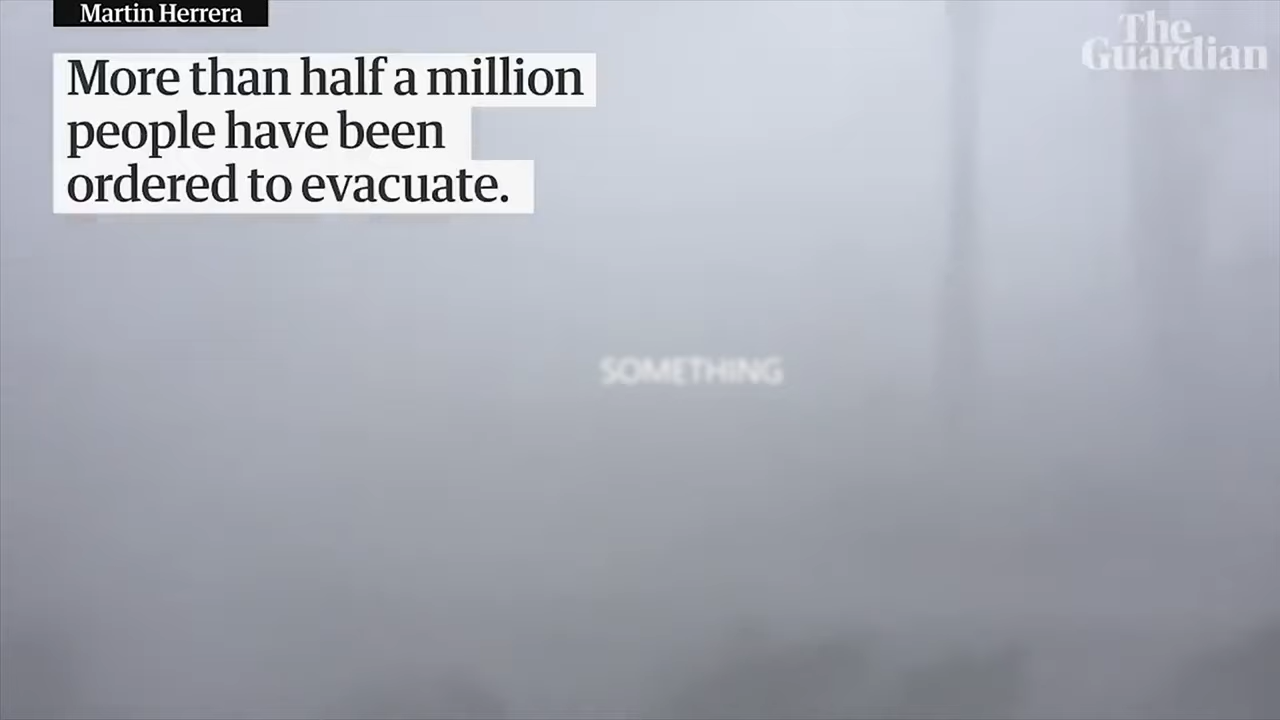 Martin Herrera
The
Guardian
More than half a million
people have been
ordered to evacuate.
SOMETHING